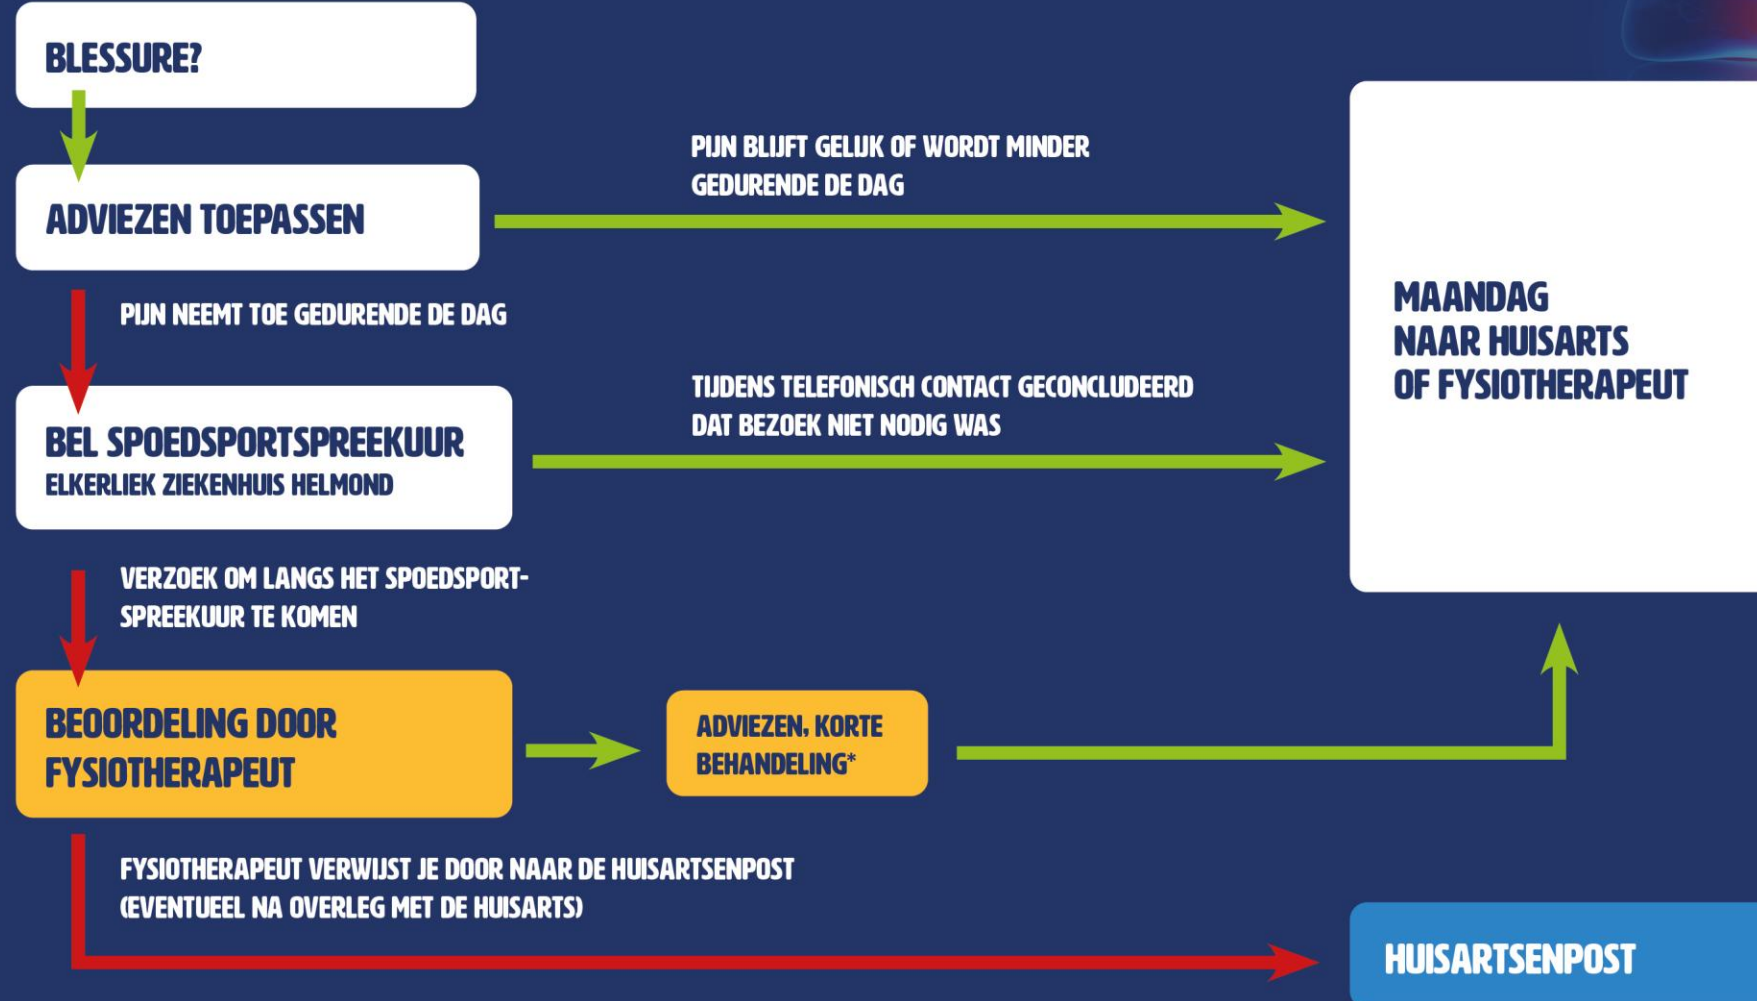 BLESSURE?
ADVIEZEN TOEPASSEN
PIJN BLIJFT GELIJK OF WORDT MINDER
GEDURENDE DE DAG
PIJN NEEMT TOE GEDURENDE DE DAG
MAANDAG
NAAR HUISARTS
OF FYSIOTHERAPEUT
BEL SPOEDSPORTSPREEKUUR
ELKERLIEK ZIEKENHUIS HELMOND
TIJDENS TELEFONISCH CONTACT GECONCLUDEERD
DAT BEZOEK NIET NODIG WAS
VERZOEK OM LANGS HET SPOEDSPORT-
SPREEKUUR TE KOMEN
BEOORDELING DOOR
FYSIOTHERAPEUT
ADVIEZEN, KORTE
BEHANDELING*
FYSIOTHERAPEUT VERWIJST JE DOOR NAAR DE HUISARTSENPOST
(EVENTUEEL NA OVERLEG MET DE HUISARTS)
HUISARTSENPOST